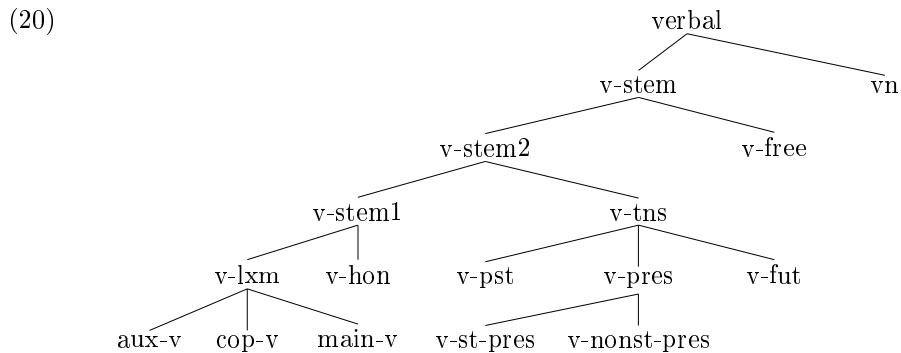 (20) verbal
v-stem vn
v-stem2 v-free
v-stem1 v-tns
v-lxm v-hon v-pst v-pres v-fut
aux-v cop-v main-v v-st-pres v-nonst-pres